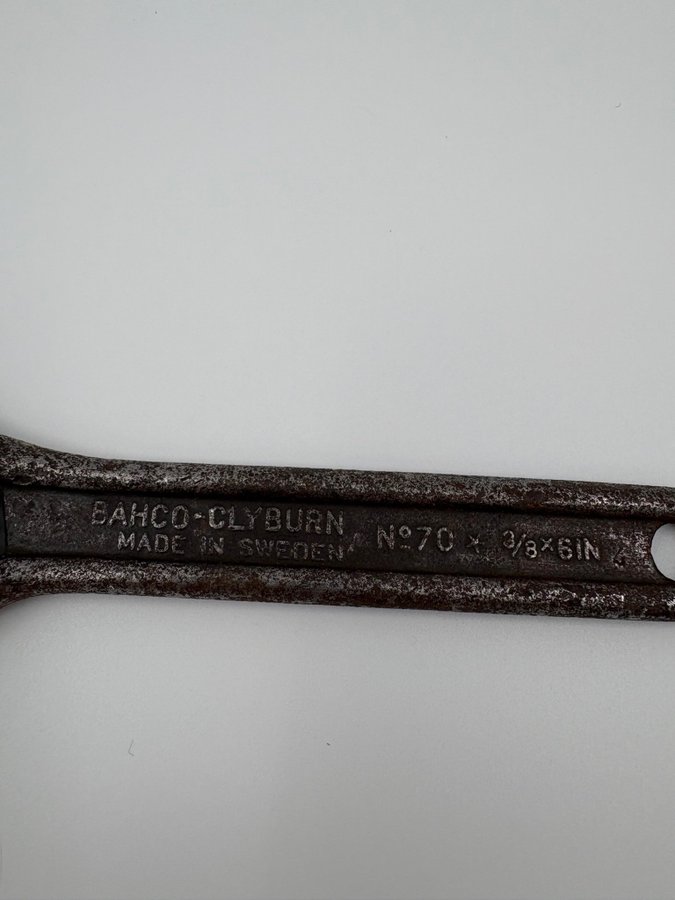 BAHCO-CLYBURN Nº70 × 3/8×6IN
MADE IN SWEDEN